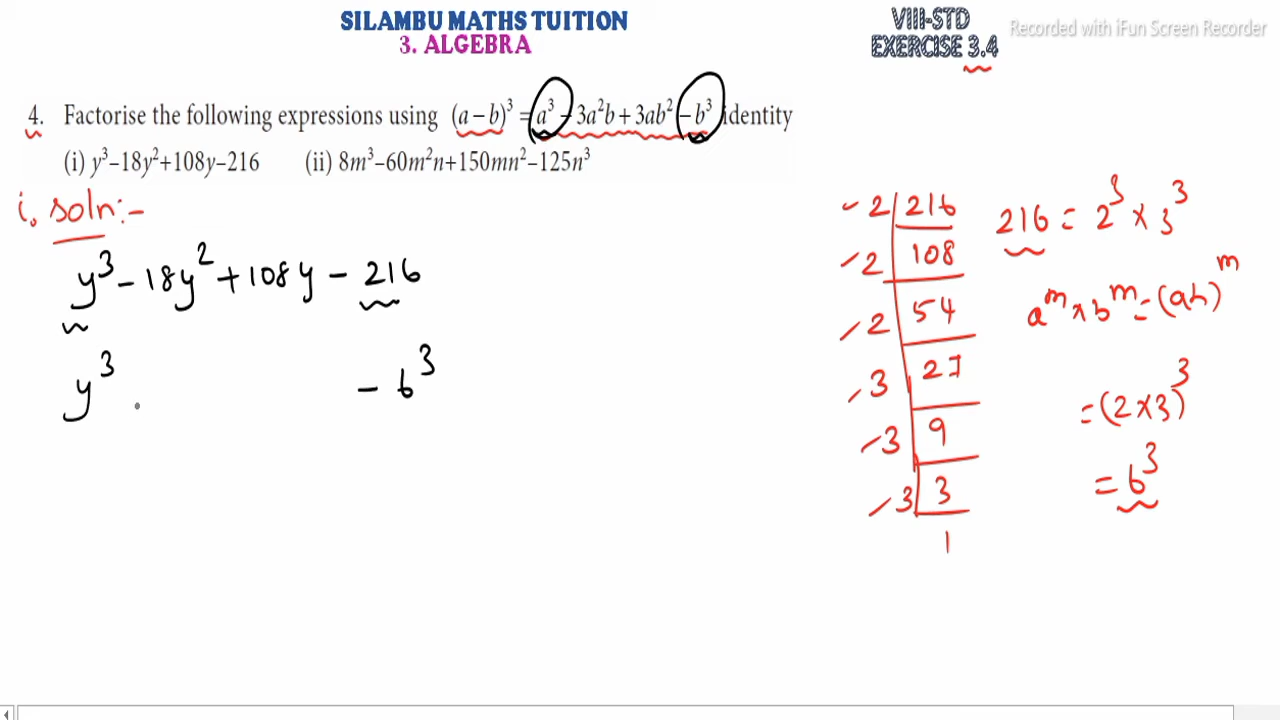 SILAMBU MATHS TUITION
3. ALGEBRA
VIII-STD
EXERCISE 3.4
Recorded with iFun Screen Recorder
4. Factorise the following expressions using (a – b)³ = a³ – 3a²b + 3ab² – b³ identity
(i) y³–18y²+108y–216 (ii) 8m³–60m²n+150mn²–125n³
i, soln:-
y³ - 18y² + 108y - 216
y³ - 6³
2 | 216
2 | 108
2 | 54
3 | 27
3 | 9
3 | 3
1
216 = 2³ × 3³
aᵐ × bᵐ = (ab)ᵐ
= (2×3)³
= 6³